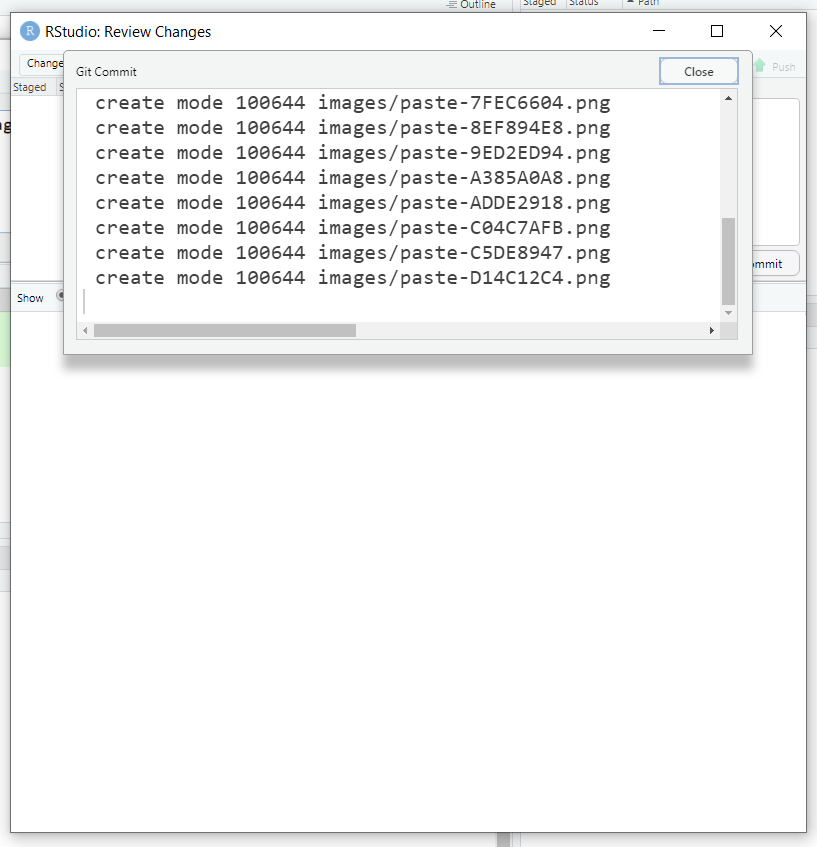 Outline
Staged Status Path
R RStudio: Review Changes
Change
Git Commit
Close
Push
Staged S
create mode 100644 images/paste-7FEC6604.png
create mode 100644 images/paste-8EF894E8.png
create mode 100644 images/paste-9ED2ED94.png
create mode 100644 images/paste-A385A0A8.png
create mode 100644 images/paste-ADDE2918.png
create mode 100644 images/paste-C04C7AFB.png
create mode 100644 images/paste-C5DE8947.png
create mode 100644 images/paste-D14C12C4.png
ommit
Show